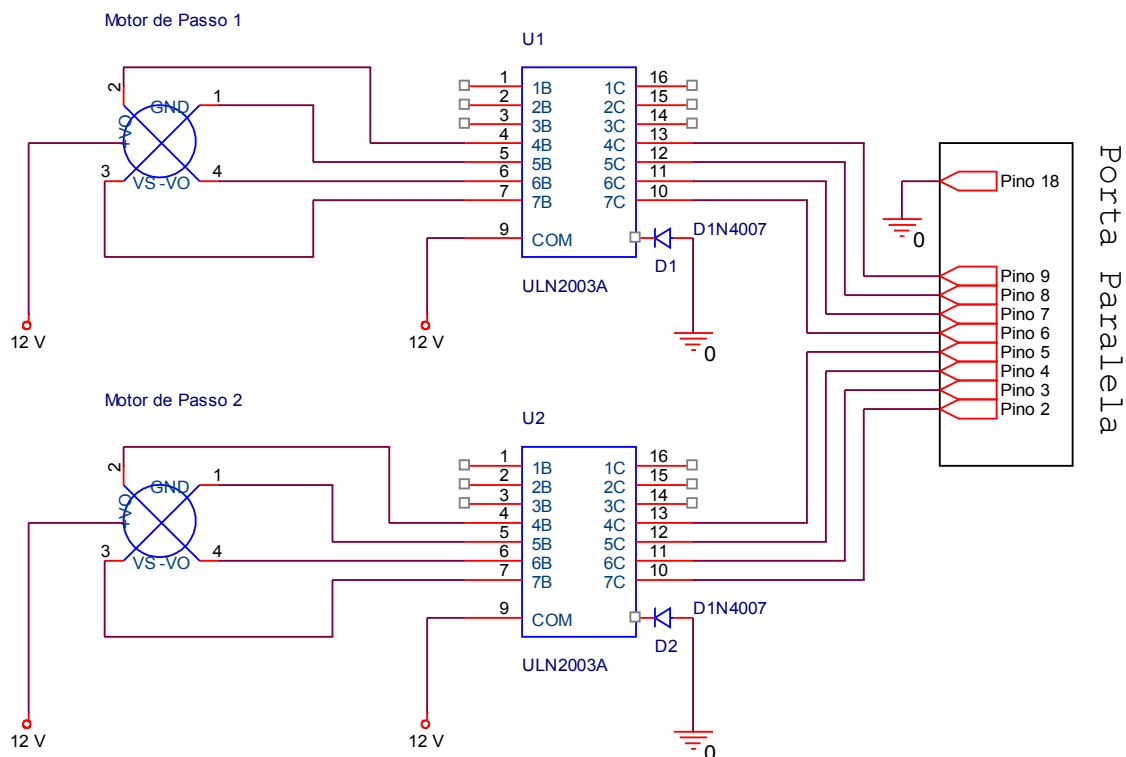 Motor de Passo 1
2
GND
1
+VO
3
VS
-VO
4
12 V
U1
1
1B
1C
16
2
2B
2C
15
3
3B
3C
14
4
4B
4C
13
5
5B
5C
12
6
6B
6C
11
7
7B
7C
10
9
COM
D1N4007
D1
ULN2003A
12 V
0
Pino 18
0
Pino 9
Pino 8
Pino 7
Pino 6
Pino 5
Pino 4
Pino 3
Pino 2
Porta Paralela
Motor de Passo 2
2
GND
1
+VO
3
VS
-VO
4
12 V
U2
1
1B
1C
16
2
2B
2C
15
3
3B
3C
14
4
4B
4C
13
5
5B
5C
12
6
6B
6C
11
7
7B
7C
10
9
COM
D1N4007
D2
ULN2003A
12 V
0